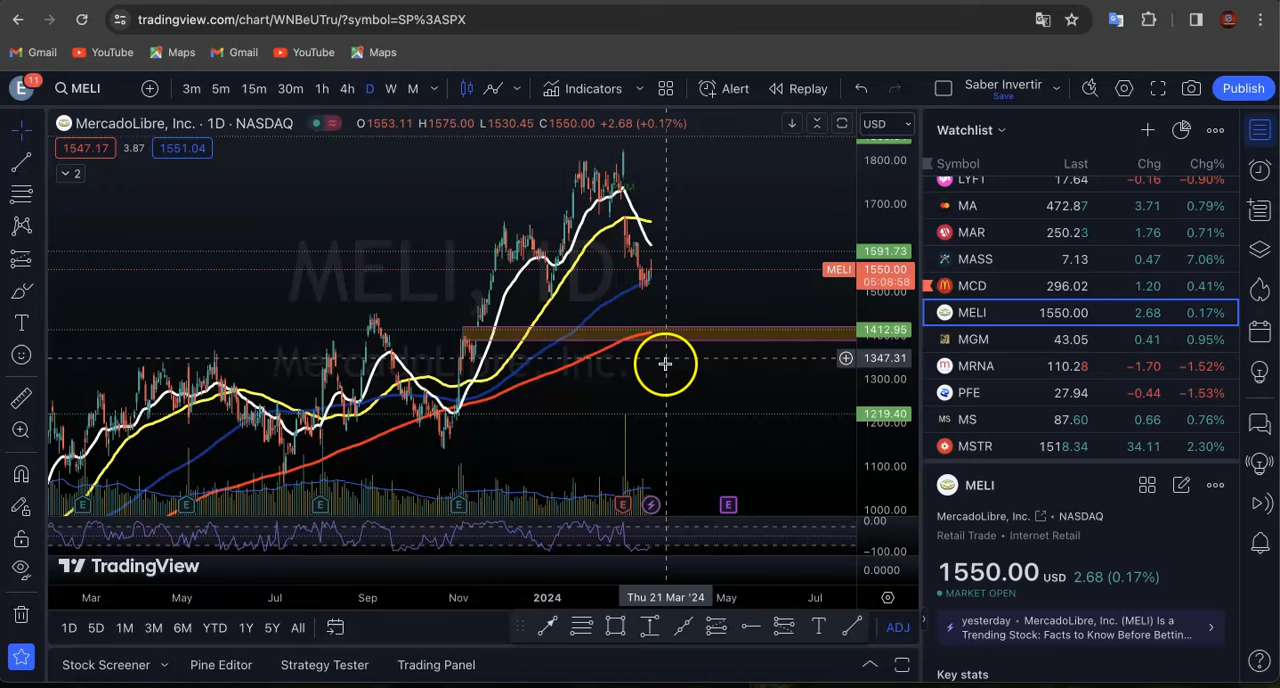 tradingview.com/chart/WNBeUTru/?symbol=SP%3ASPX
Gmail YouTube Maps Gmail YouTube Maps
E 11 MELI 3m 5m 15m 30m 1h 4h D W M Indicators Alert Replay Saber Invertir Save Publish
MercadoLibre, Inc. · 1D · NASDAQ O1553.11 H1575.00 L1530.45 C1550.00 +2.68 (+0.17%) USD
1547.17 3.87 1551.04
2
MELI, 1D
MercadoLibre, Inc.
1800.00
1700.00
1591.73
MELI 1550.00
05:08:58
1500.00
1412.95
1347.31
1300.00
1219.40
1200.00
1100.00
1000.00
E E E E E E
0.00
−100.00
0.0000
TradingView
Mar May Jul Sep Nov 2024 Thu 21 Mar '24 May Jul
1D 5D 1M 3M 6M YTD 1Y 5Y All ADJ
Stock Screener Pine Editor Strategy Tester Trading Panel
Watchlist
Symbol Last Chg Chg%
LYFT 17.64 −0.16 −0.90%
MA 472.87 3.71 0.79%
MAR 250.23 1.76 0.71%
MASS 7.13 0.47 7.06%
MCD 296.02 1.20 0.41%
MELI 1550.00 2.68 0.17%
MGM 43.05 0.41 0.95%
MRNA 110.28 −1.70 −1.52%
PFE 27.94 −0.44 −1.53%
MS MS 87.60 0.66 0.76%
MSTR 1518.34 34.11 2.30%
MELI
MercadoLibre, Inc. • NASDAQ
Retail Trade • Internet Retail
1550.00 USD 2.68 (0.17%)
MARKET OPEN
yesterday • MercadoLibre, Inc. (MELI) Is a
Trending Stock: Facts to Know Before Bettin...
Key stats